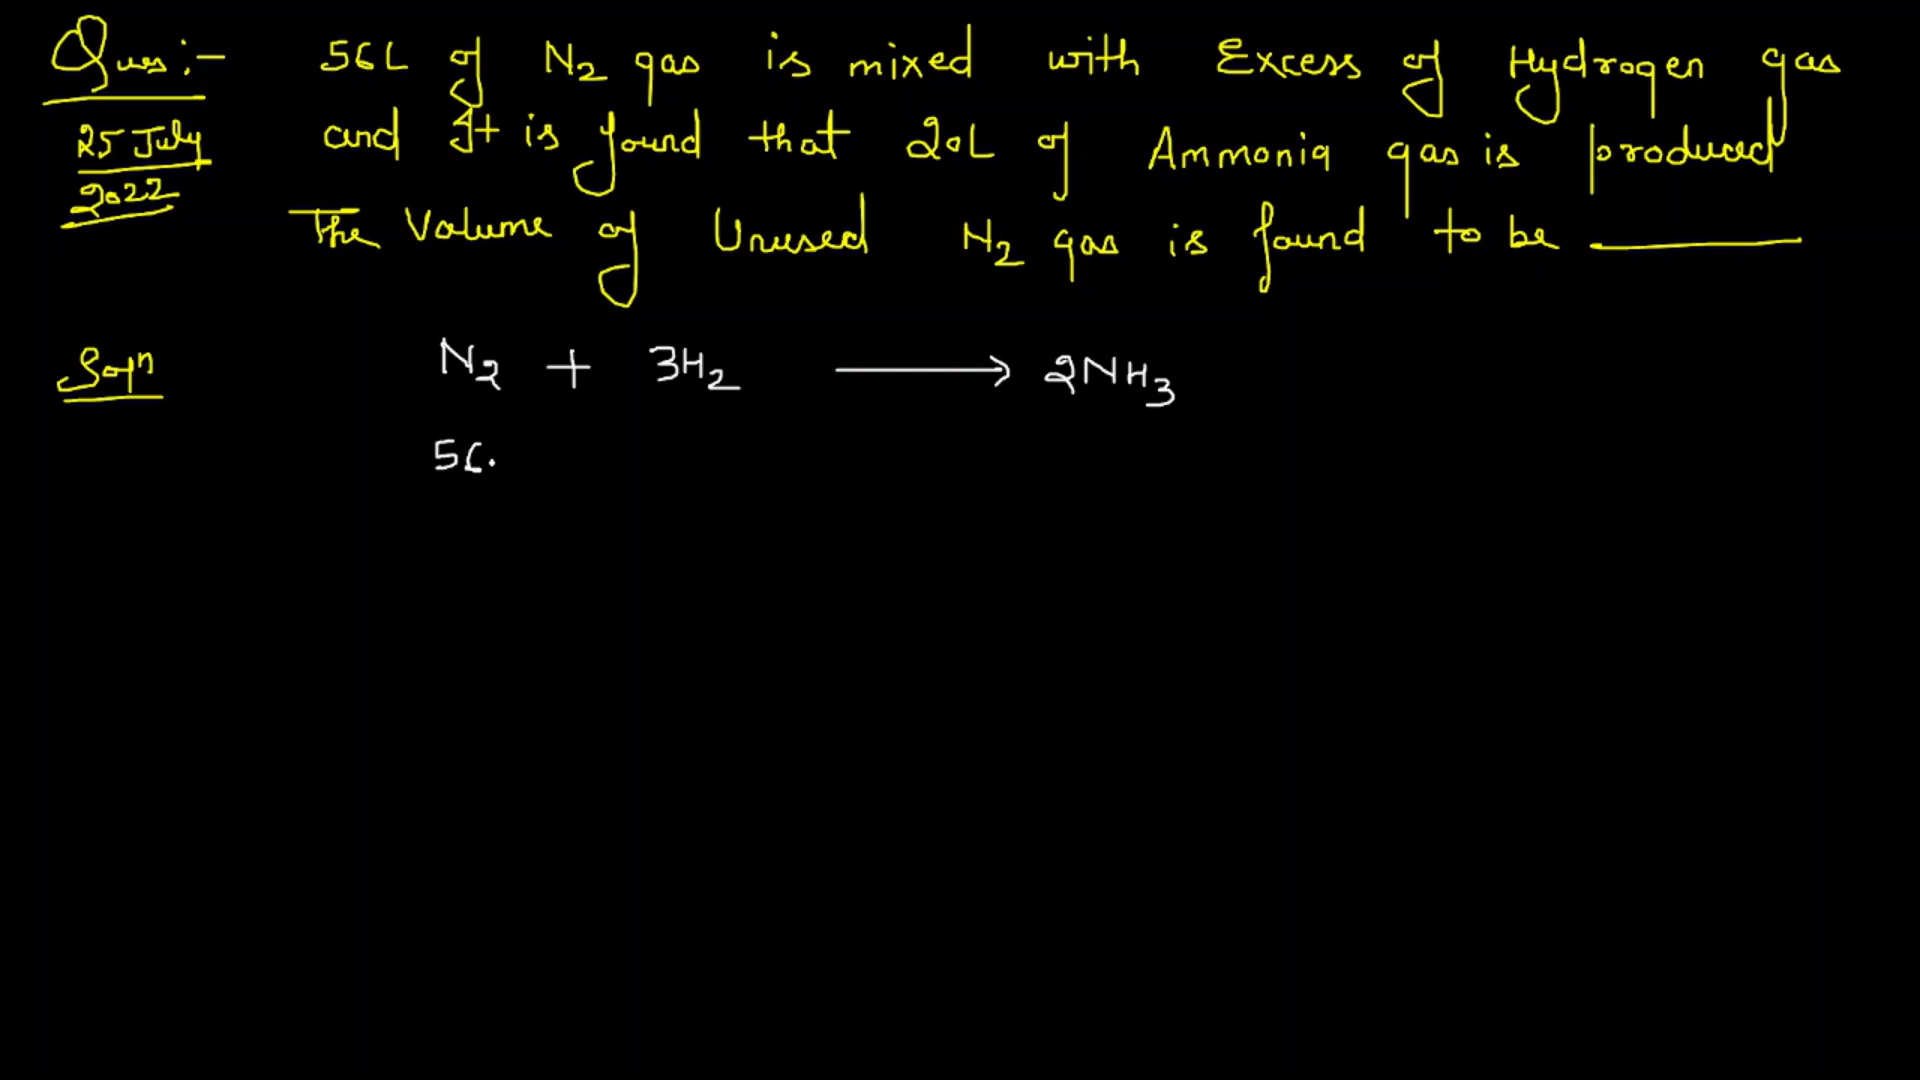 Ques:- 56L of N2 gas is mixed with Excess of Hydrogen gas
25 July and It is found that 20L of Ammonia gas is produced
2022 The Volume of Unused N2 gas is found to be ______
Sol^n N2 + 3H2 ⟶ 2NH3
56.